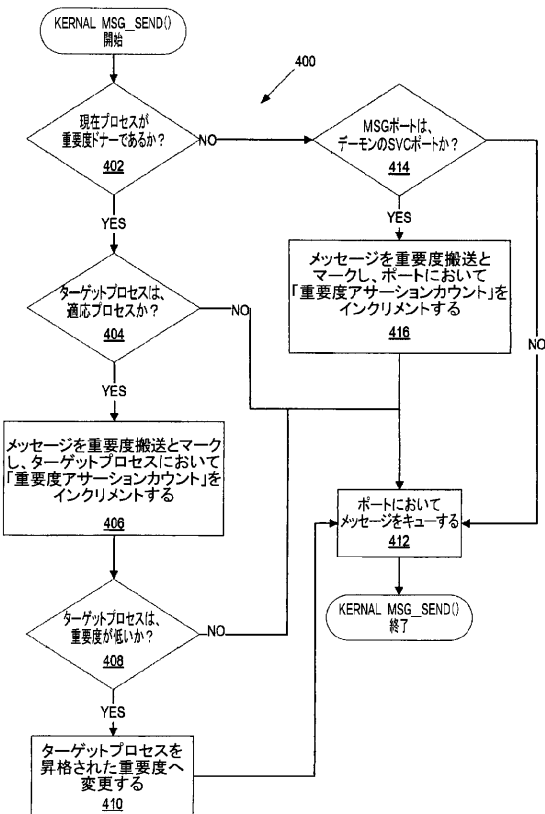 KERNAL MSG_SEND()
開始
400
現在プロセスが
重要度ドナーであるか？
402
NO
MSGポートは、
デーモンのSVCポートか？
414
YES
YES
NO
ターゲットプロセスは、
適応プロセスか？
404
NO
メッセージを重要度搬送と
マークし、ポートにおいて
「重要度アサーションカウント」を
インクリメントする
416
YES
メッセージを重要度搬送とマーク
し、ターゲットプロセスにおいて
「重要度アサーションカウント」を
インクリメントする
406
ポートにおいて
メッセージをキューする
412
ターゲットプロセスは、
重要度が低いか？
408
NO
KERNAL MSG_SEND()
終了
YES
ターゲットプロセスを
昇格された重要度へ
変更する
410